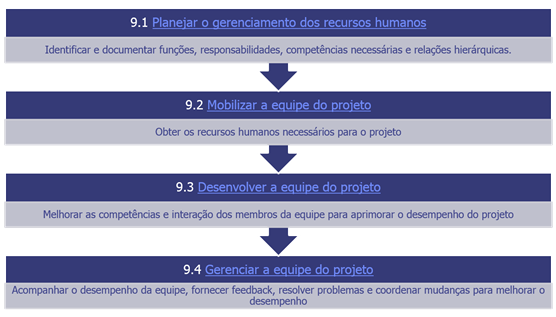 9.1 Planejar o gerenciamento dos recursos humanos
Identificar e documentar funções, responsabilidades, competências necessárias e relações hierárquicas.
9.2 Mobilizar a equipe do projeto
Obter os recursos humanos necessários para o projeto
9.3 Desenvolver a equipe do projeto
Melhorar as competências e interação dos membros da equipe para aprimorar o desempenho do projeto
9.4 Gerenciar a equipe do projeto
Acompanhar o desempenho da equipe, fornecer feedback, resolver problemas e coordenar mudanças para melhorar o
desempenho